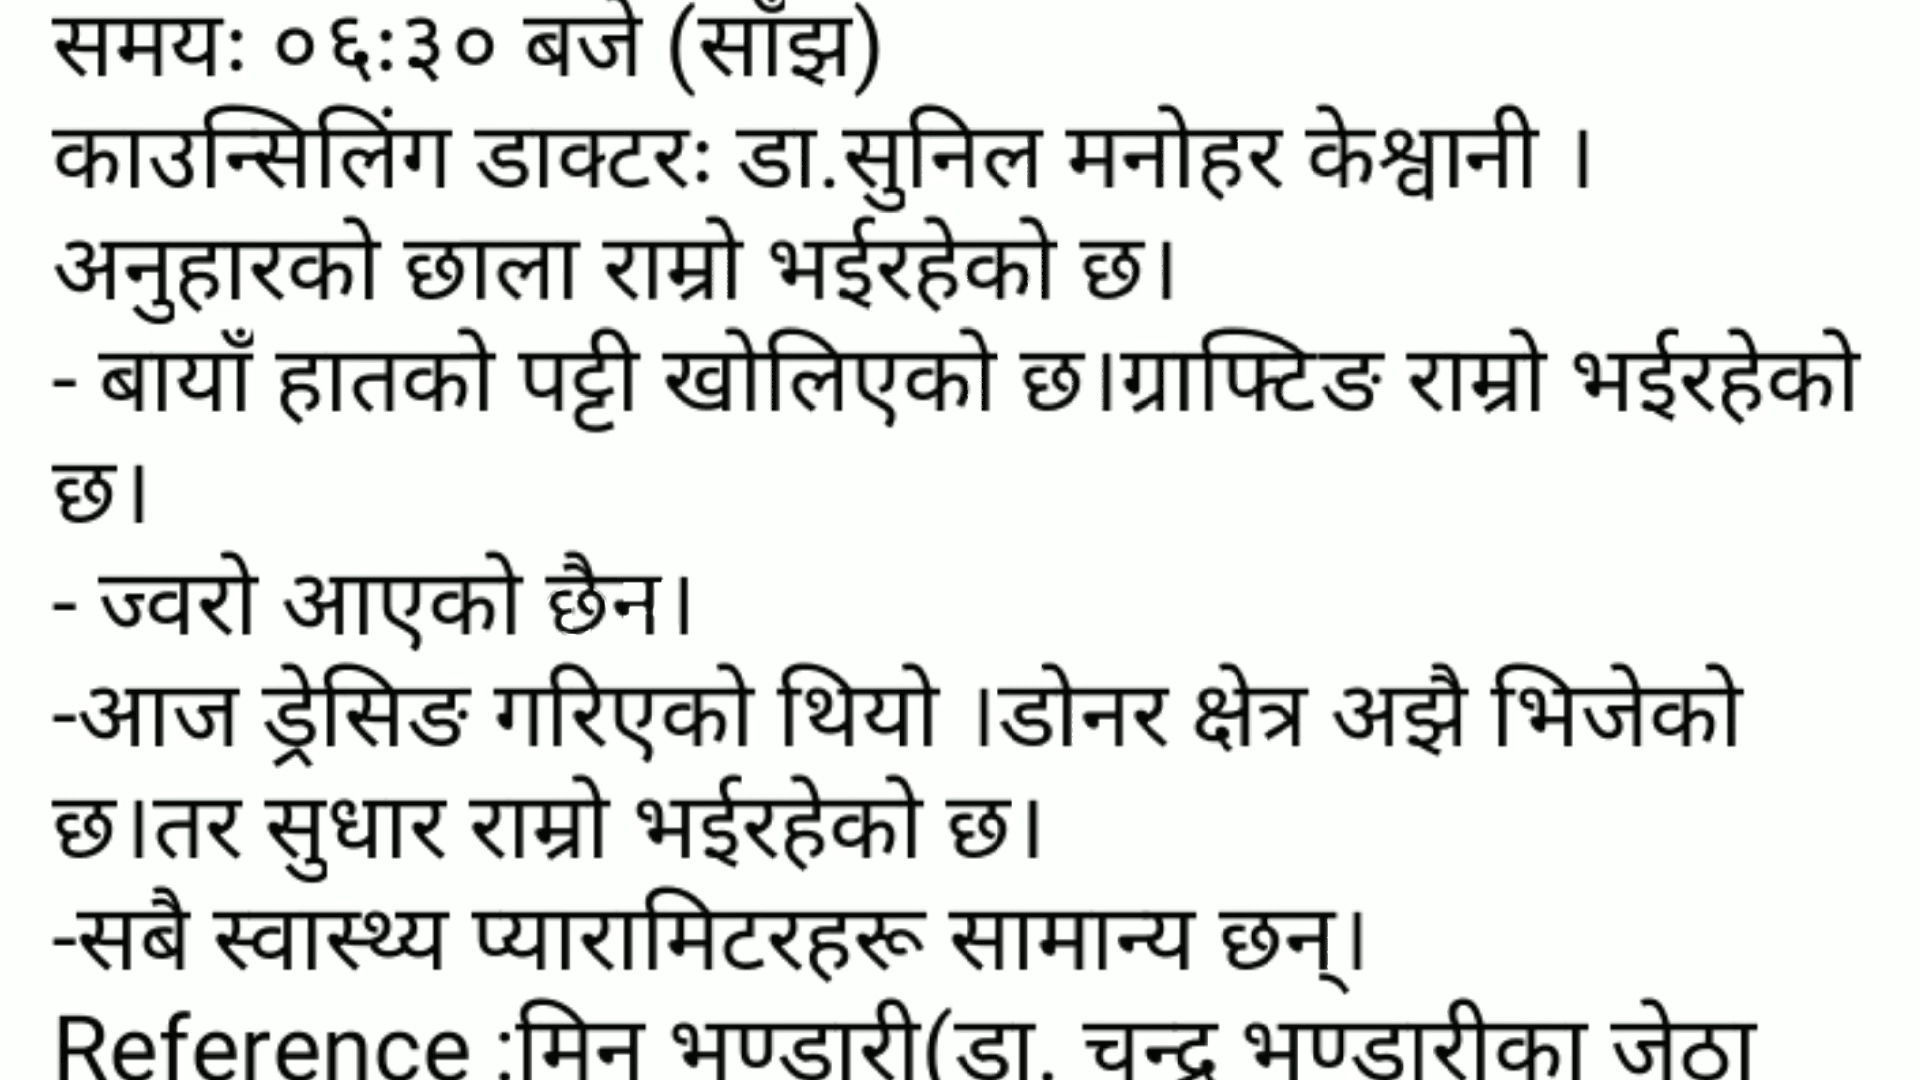 समयः ०६:३० बजे (साँझ)
काउन्सिलिंग डाक्टरः डा.सुनिल मनोहर केश्वानी ।
अनुहारको छाला राम्रो भईरहेको छ।
- बायाँ हातको पट्टी खोलिएको छ।ग्राफ्टिङ राम्रो भईरहेको
छ।
- ज्वरो आएको छैन।
-आज ड्रेसिङ गरिएको थियो ।डोनर क्षेत्र अझै भिजेको
छ।तर सुधार राम्रो भईरहेको छ।
-सबै स्वास्थ्य प्यारामिटरहरू सामान्य छन्।
Reference :मिन भण्डारी(डा. चन्द्र भण्डारीका जेठा